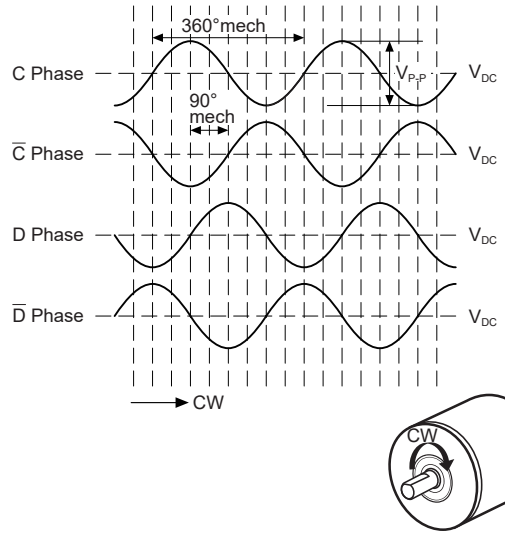 360°mech
C Phase
V_P-P
V_DC
90°
mech
C̅ Phase
V_DC
D Phase
V_DC
D̅ Phase
V_DC
CW
CW